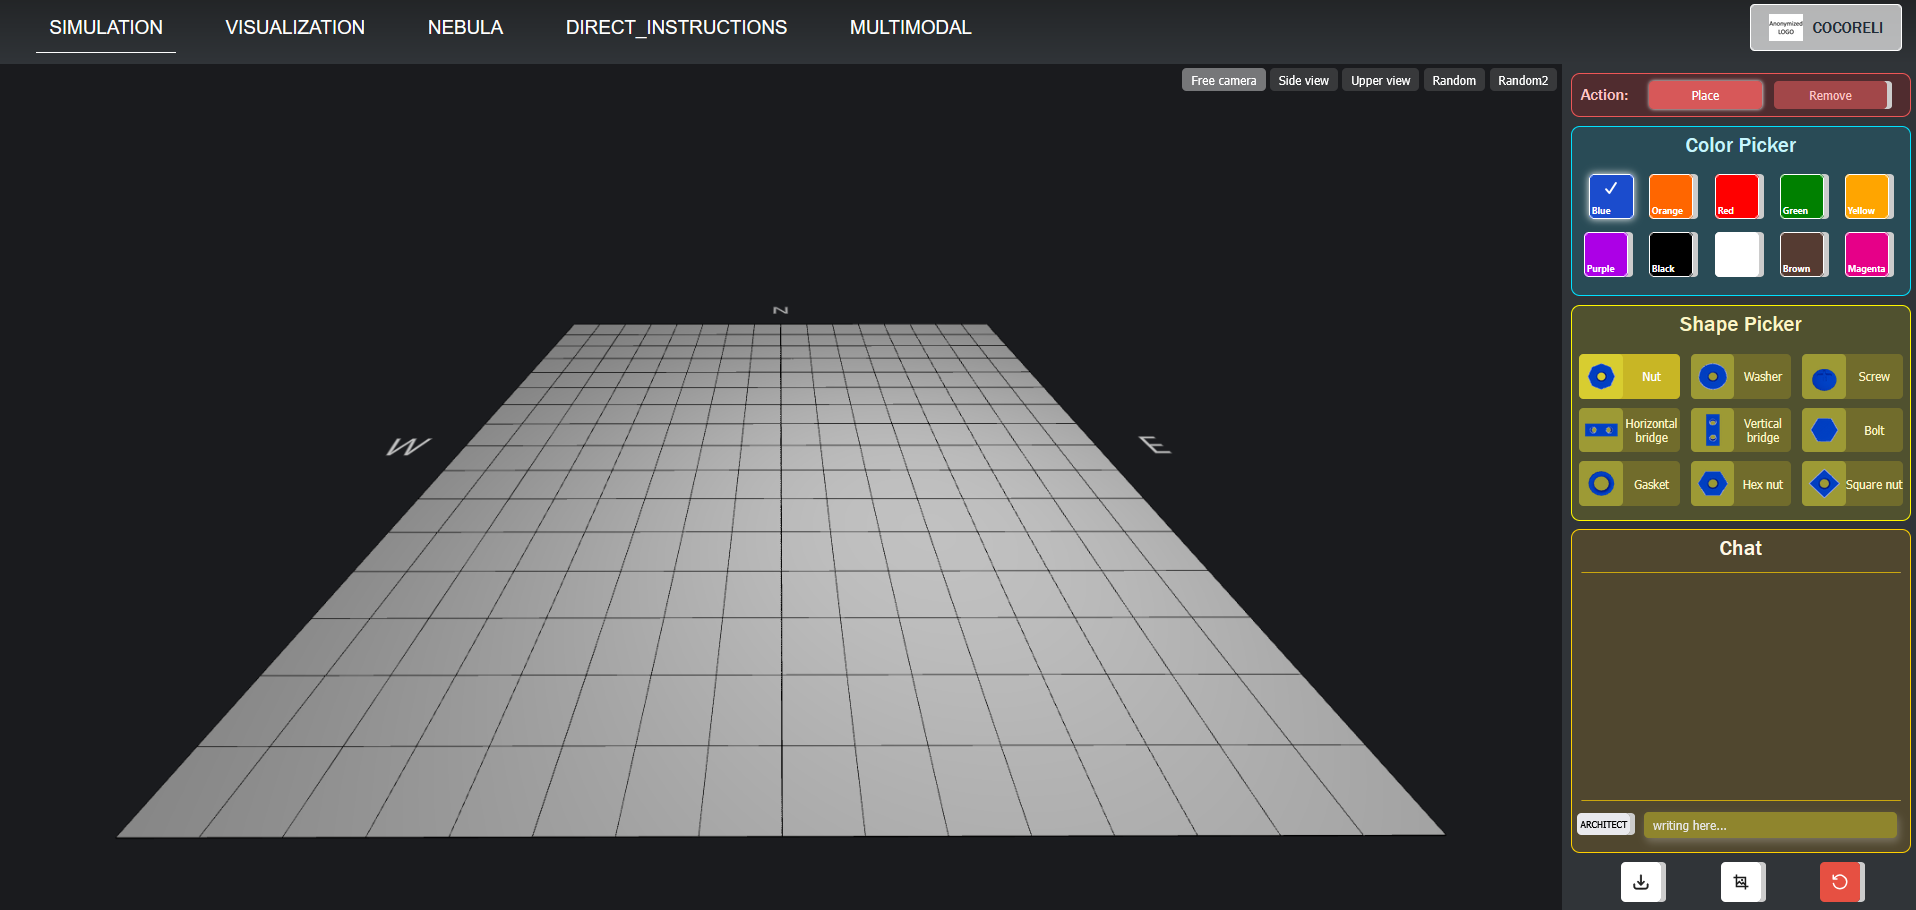 SIMULATION VISUALIZATION NEBULA DIRECT_INSTRUCTIONS MULTIMODAL
Anonymized
LOGO
COCORELI
Free camera Side view Upper view Random Random2
N
W
E
Action: Place Remove
Color Picker
Blue Orange Red Green Yellow
Purple Black Brown Magenta
Shape Picker
Nut Washer Screw
Horizontal bridge Vertical bridge Bolt
Gasket Hex nut Square nut
Chat
ARCHITECT writing here...